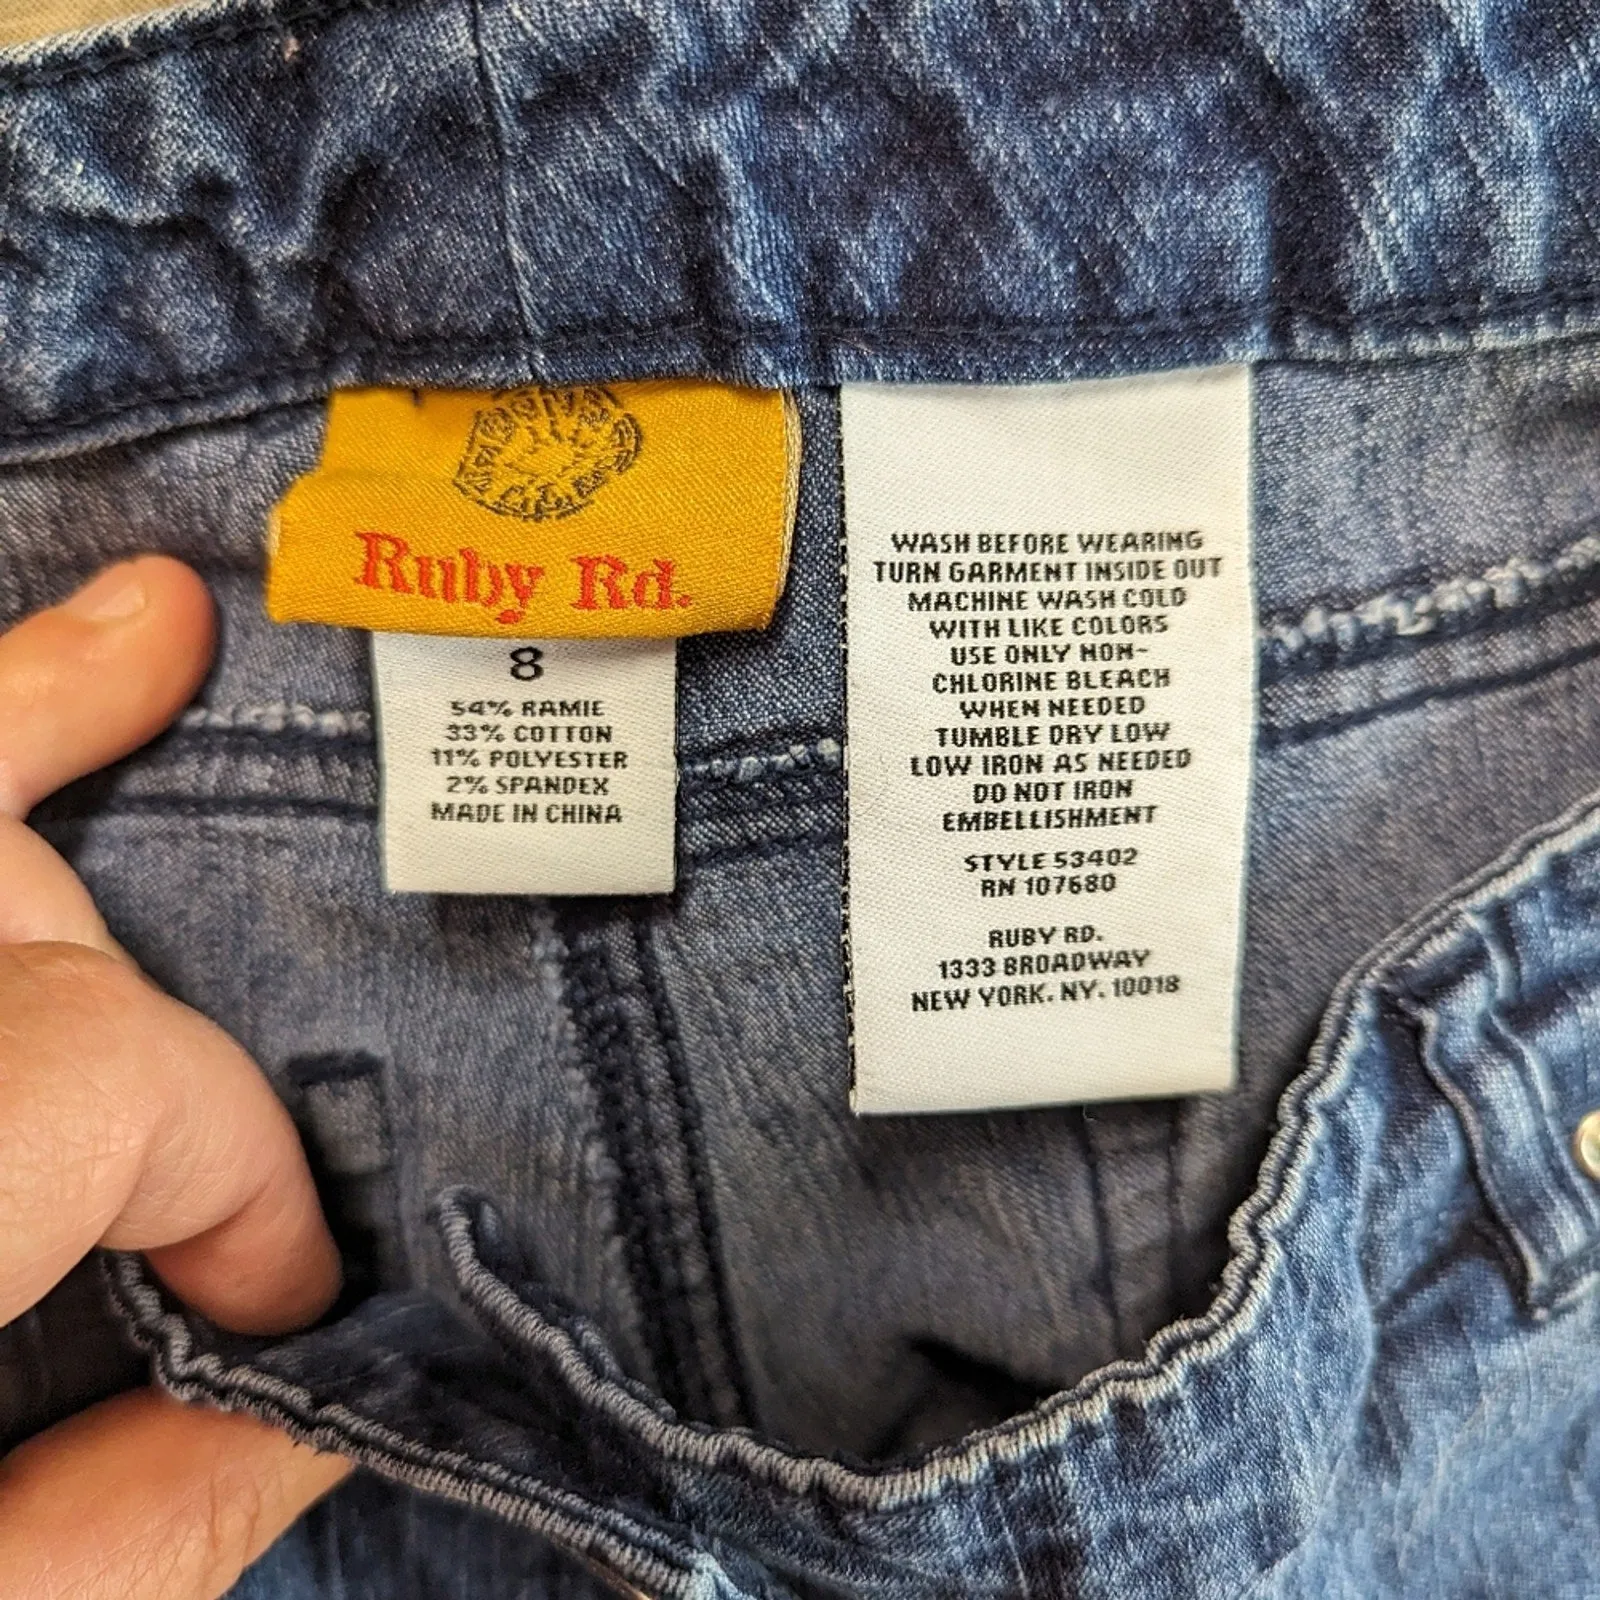 Ruby Rd.
8
54% RAMIE
33% COTTON
11% POLYESTER
2% SPANDEX
MADE IN CHINA
WASH BEFORE WEARING
TURN GARMENT INSIDE OUT
MACHINE WASH COLD
WITH LIKE COLORS
USE ONLY NON-
CHLORINE BLEACH
WHEN NEEDED
TUMBLE DRY LOW
LOW IRON AS NEEDED
DO NOT IRON
EMBELLISHMENT
STYLE 53402
RN 107680
RUBY RD.
1333 BROADWAY
NEW YORK. NY. 10018